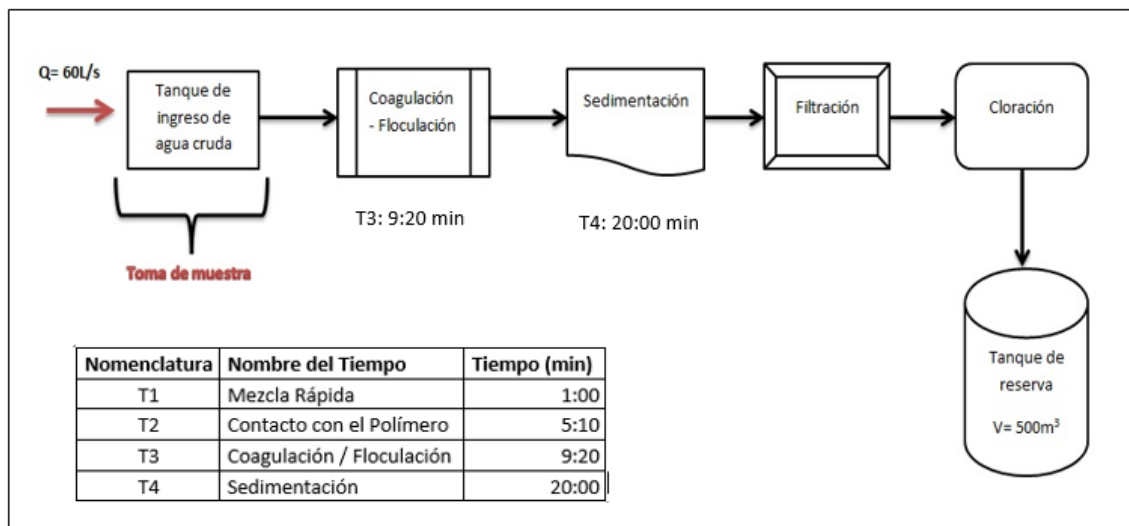 Q= 60L/s
Tanque de
ingreso de
agua cruda
Coagulación
- Floculación
Sedimentación
Filtración
Cloración
T3: 9:20 min
T4: 20:00 min
Toma de muestra
Tanque de
reserva
V= 500m³
Nomenclatura Nombre del Tiempo Tiempo (min)
T1 Mezcla Rápida 1:00
T2 Contacto con el Polímero 5:10
T3 Coagulación / Floculación 9:20
T4 Sedimentación 20:00